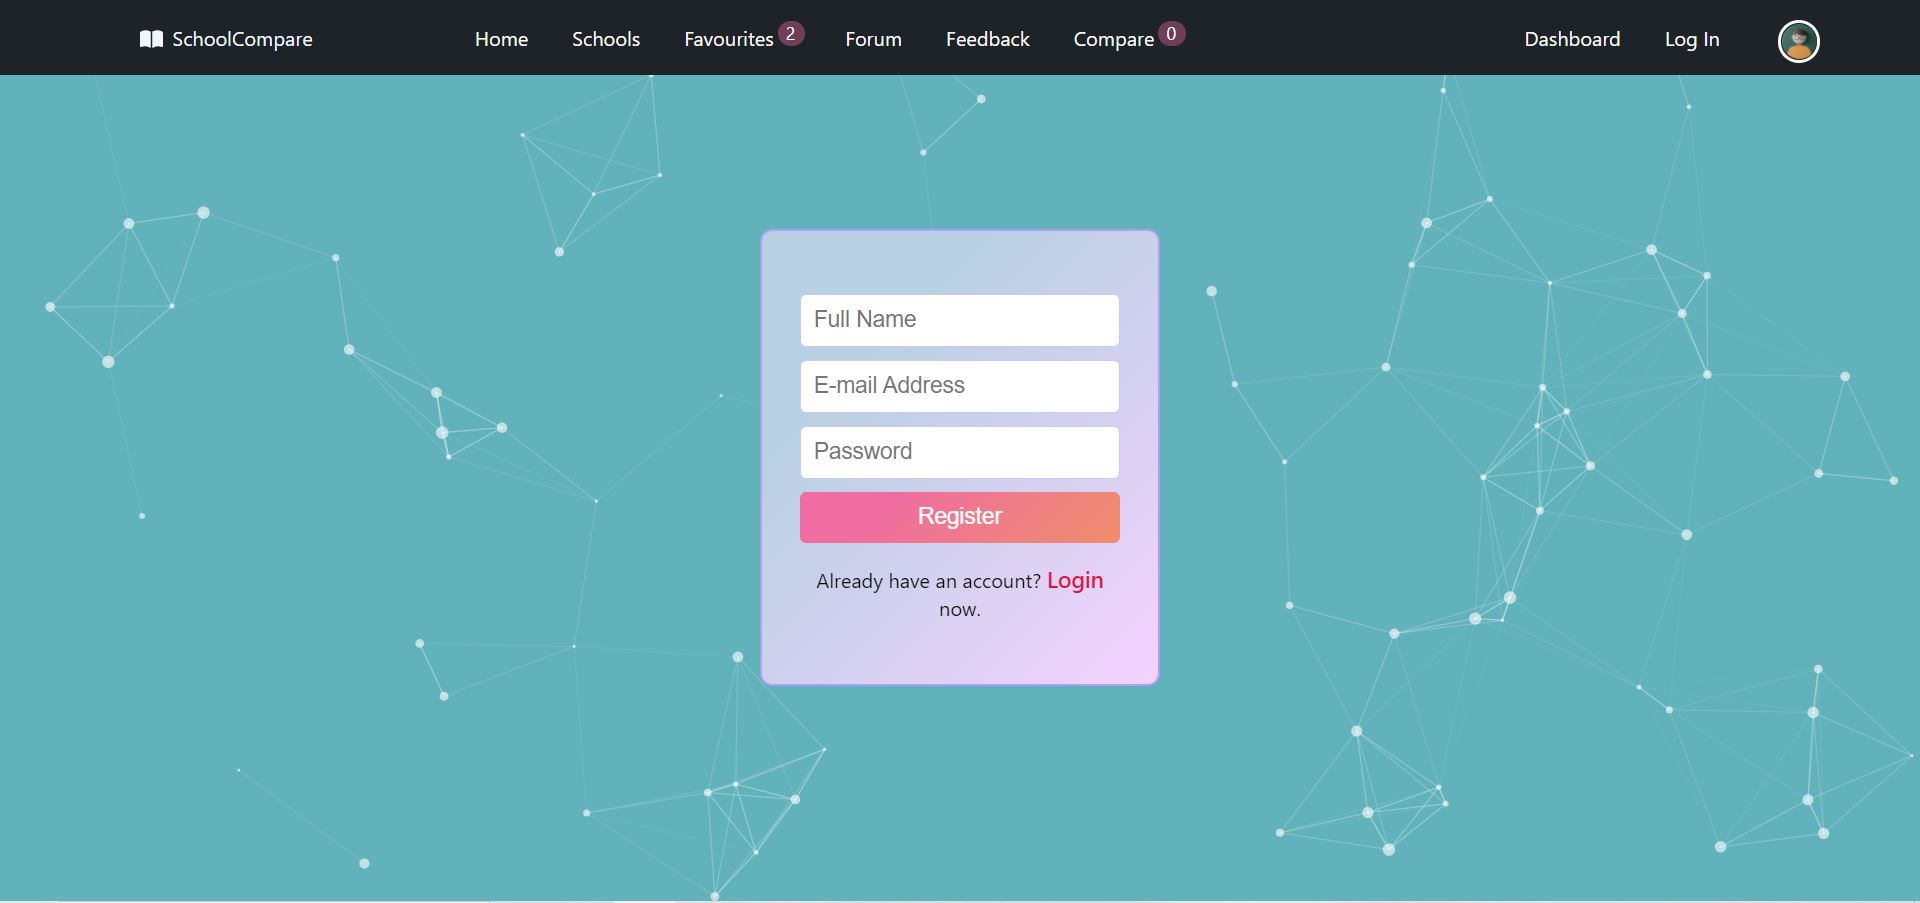 SchoolCompare Home Schools Favourites 2 Forum Feedback Compare 0 Dashboard Log In
Full Name
E-mail Address
Password
Register
Already have an account? Login
now.